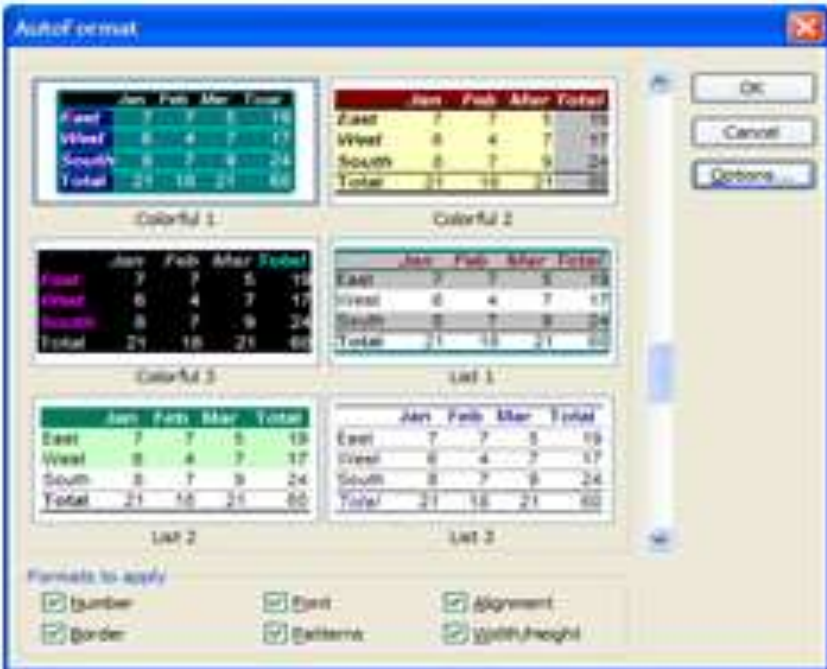 AutoFormat
OK
Cancel
Options...
Jan Feb Mar Total
East 7 7 5 19
West 6 4 7 17
South 8 7 9 24
Total 21 18 21 60
Colorful 1
Jan Feb Mar Total
East 7 7 5 19
West 6 4 7 17
South 8 7 9 24
Total 21 18 21 60
Colorful 2
Jan Feb Mar Total
East 7 7 5 19
West 6 4 7 17
South 8 7 9 24
Total 21 18 21 60
Colorful 3
Jan Feb Mar Total
East 7 7 5 19
West 6 4 7 17
South 8 7 9 24
Total 21 18 21 60
List 1
Jan Feb Mar Total
East 7 7 5 19
West 6 4 7 17
South 8 7 9 24
Total 21 18 21 60
List 2
Jan Feb Mar Total
East 7 7 5 19
West 6 4 7 17
South 8 7 9 24
Total 21 18 21 60
List 3
Formats to apply
Number Font Alignment
Border Patterns Width/Height